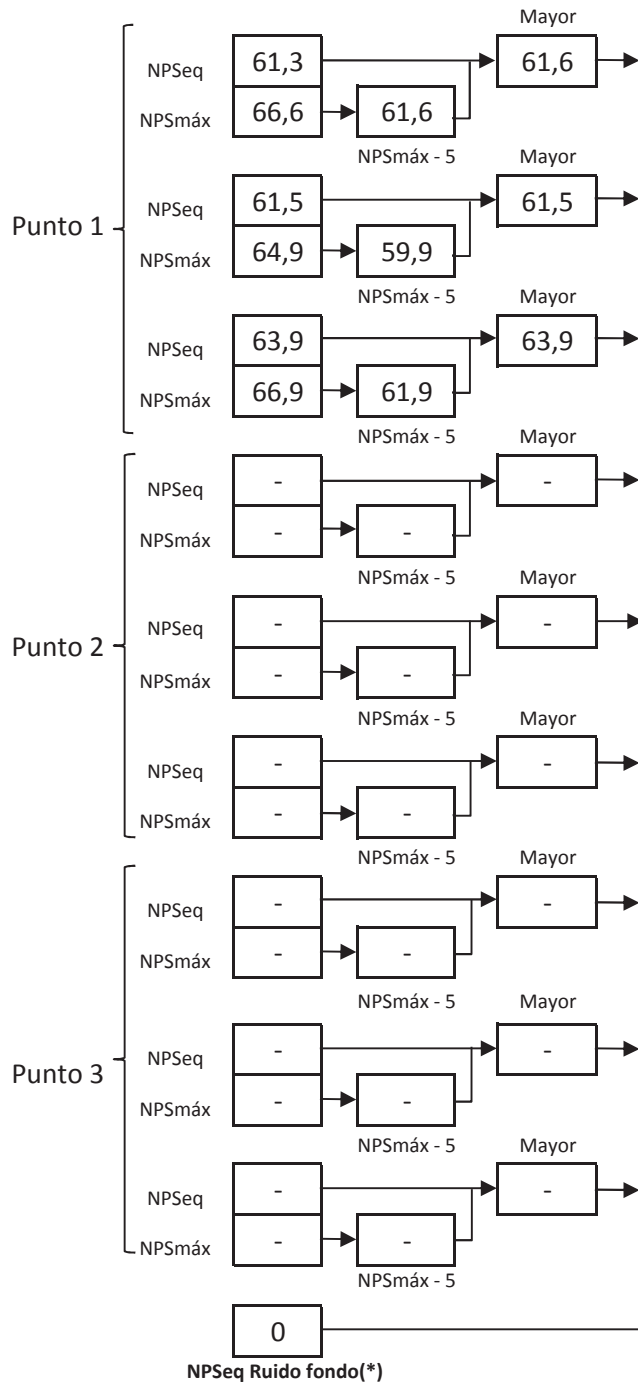 Mayor
NPSeq 61,3 61,6
NPSmáx 66,6 61,6
NPSmáx - 5 Mayor
Punto 1 NPSeq 61,5 61,5
NPSmáx 64,9 59,9
NPSmáx - 5 Mayor
NPSeq 63,9 63,9
NPSmáx 66,9 61,9
NPSmáx - 5 Mayor
NPSeq - -
NPSmáx - -
NPSmáx - 5 Mayor
Punto 2 NPSeq - -
NPSmáx - -
NPSmáx - 5 Mayor
NPSeq - -
NPSmáx - -
NPSmáx - 5 Mayor
NPSeq - -
NPSmáx - -
NPSmáx - 5 Mayor
Punto 3 NPSeq - -
NPSmáx - -
NPSmáx - 5 Mayor
NPSeq - -
NPSmáx - -
NPSmáx - 5
0
NPSeq Ruido fondo(*)